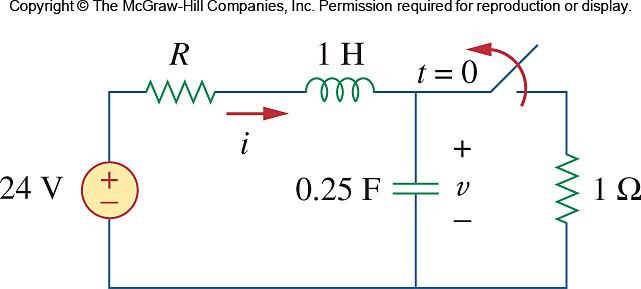 Copyright © The McGraw-Hill Companies, Inc. Permission required for reproduction or display.
R
1 H
t = 0
i
24 V
+
−
0.25 F
+
v
−
1 Ω